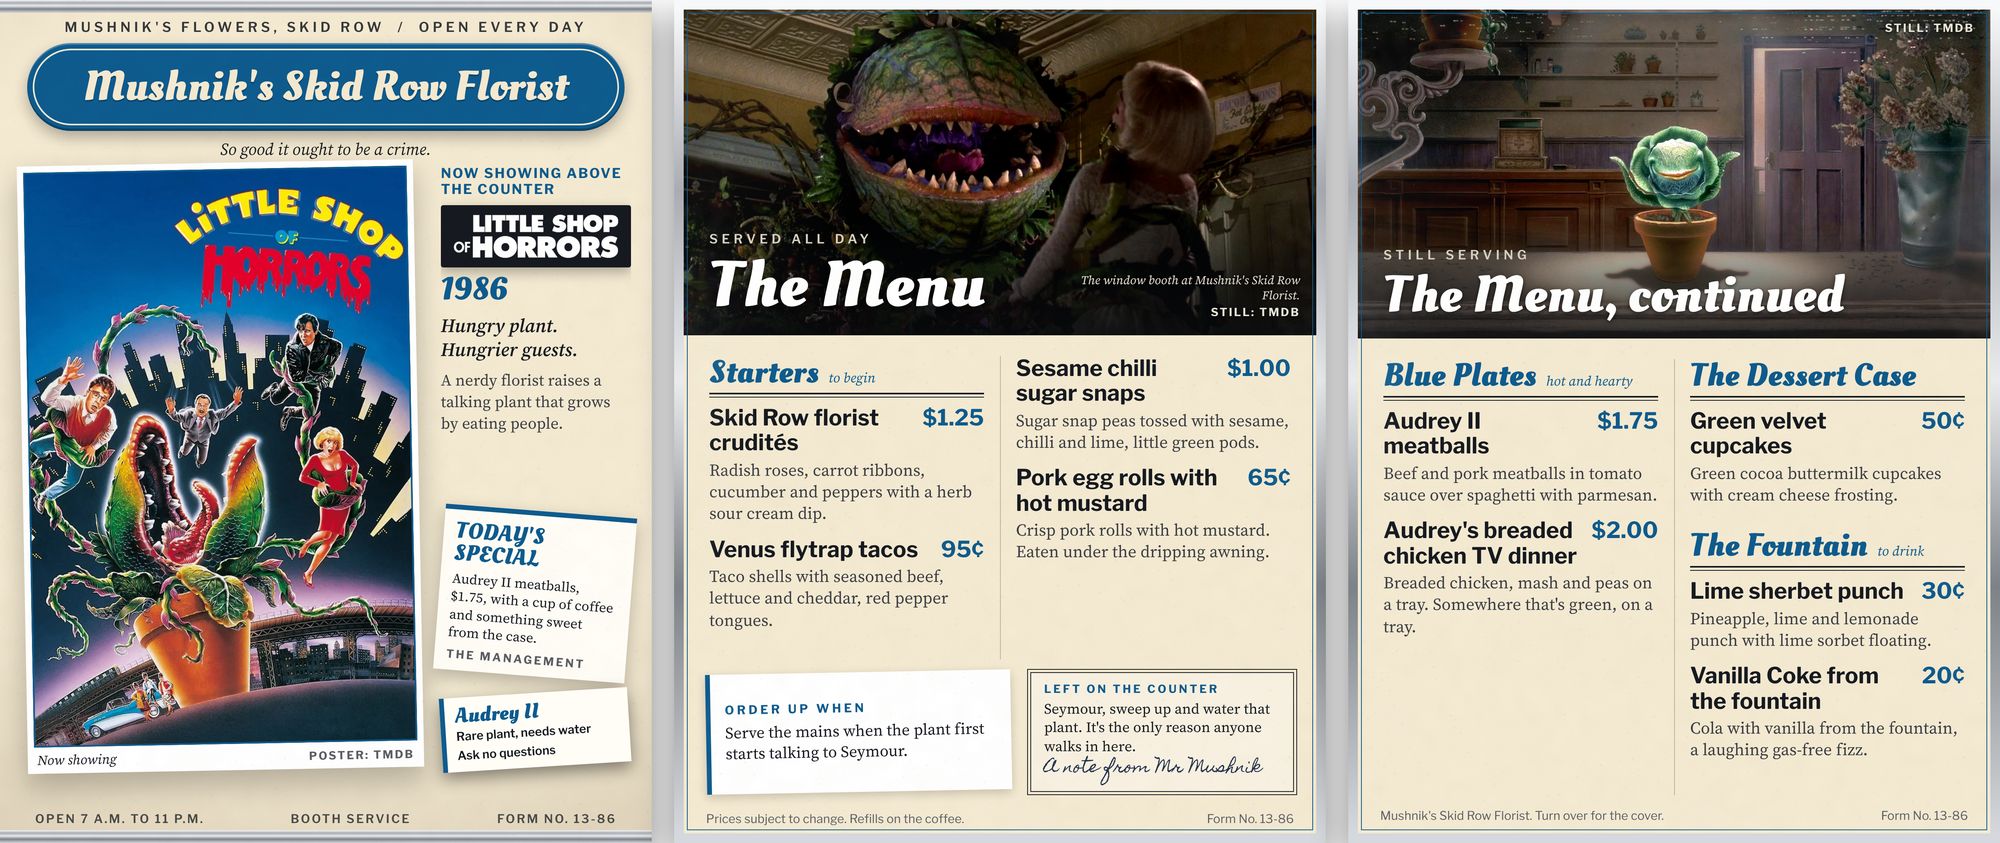 MUSHNIK'S FLOWERS, SKID ROW / OPEN EVERY DAY
Mushnik's Skid Row Florist
So good it ought to be a crime.
LITTLE SHOP
OF
HORRORS
Now showing
POSTER: TMDB
NOW SHOWING ABOVE
THE COUNTER
LITTLE SHOP
OF HORRORS
1986
Hungry plant.
Hungrier guests.
A nerdy florist raises a
talking plant that grows
by eating people.
TODAY'S
SPECIAL
Audrey II meatballs,
$1.75, with a cup of coffee
and something sweet
from the case.
THE MANAGEMENT
Audrey II
Rare plant, needs water
Ask no questions
OPEN 7 A.M. TO 11 P.M.
BOOTH SERVICE
FORM NO. 13-86
SERVED ALL DAY
The Menu
The window booth at Mushnik's Skid Row
Florist.
STILL: TMDB
Starters to begin
Skid Row florist $1.25
crudités
Radish roses, carrot ribbons,
cucumber and peppers with a herb
sour cream dip.
Venus flytrap tacos 95¢
Taco shells with seasoned beef,
lettuce and cheddar, red pepper
tongues.
Sesame chilli $1.00
sugar snaps
Sugar snap peas tossed with sesame,
chilli and lime, little green pods.
Pork egg rolls with 65¢
hot mustard
Crisp pork rolls with hot mustard.
Eaten under the dripping awning.
ORDER UP WHEN
Serve the mains when the plant first
starts talking to Seymour.
LEFT ON THE COUNTER
Seymour, sweep up and water that
plant. It's the only reason anyone
walks in here.
A note from Mr Mushnik
Prices subject to change. Refills on the coffee.
Form No. 13-86
STILL: TMDB
STILL SERVING
The Menu, continued
Blue Plates hot and hearty
Audrey II $1.75
meatballs
Beef and pork meatballs in tomato
sauce over spaghetti with parmesan.
Audrey's breaded $2.00
chicken TV dinner
Breaded chicken, mash and peas on
a tray. Somewhere that's green, on a
tray.
The Dessert Case
Green velvet 50¢
cupcakes
Green cocoa buttermilk cupcakes
with cream cheese frosting.
The Fountain to drink
Lime sherbet punch 30¢
Pineapple, lime and lemonade
punch with lime sorbet floating.
Vanilla Coke from 20¢
the fountain
Cola with vanilla from the fountain,
a laughing gas-free fizz.
Mushnik's Skid Row Florist. Turn over for the cover.
Form No. 13-86